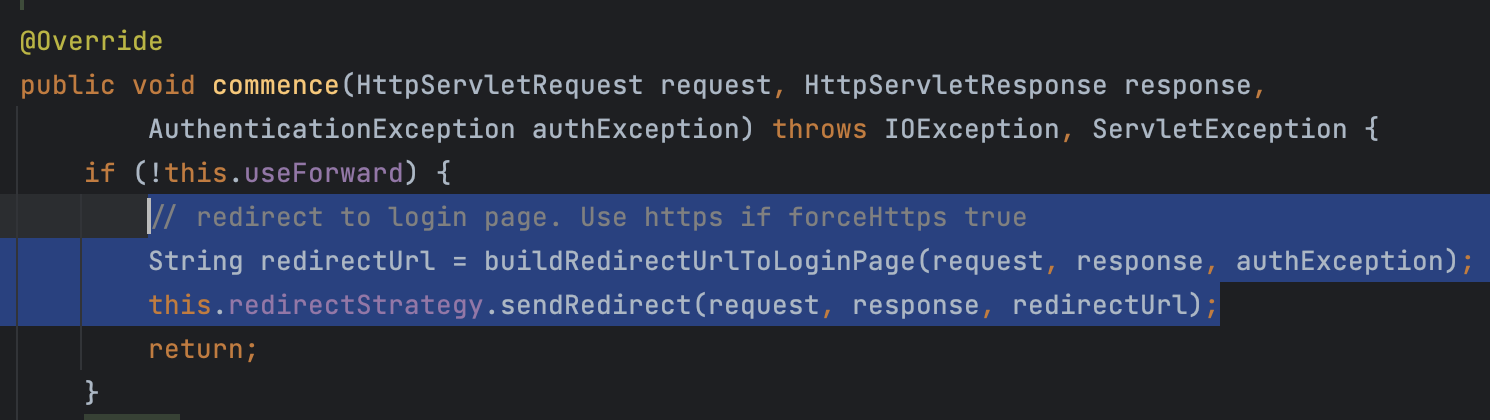 @Override
public void commence(HttpServletRequest request, HttpServletResponse response,
AuthenticationException authException) throws IOException, ServletException {
if (!this.useForward) {
// redirect to login page. Use https if forceHttps true
String redirectUrl = buildRedirectUrlToLoginPage(request, response, authException);
this.redirectStrategy.sendRedirect(request, response, redirectUrl);
return;
}